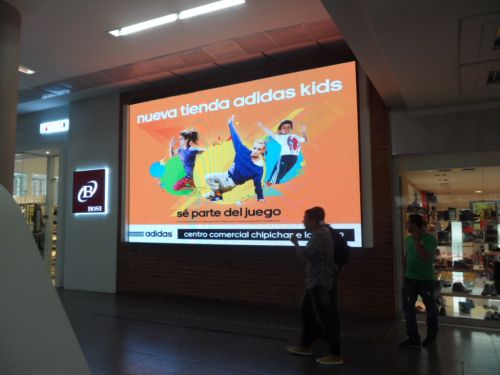 nueva tienda adidas kids
sé parte del juego
adidas
centro comercial chipichape
B
BOSI